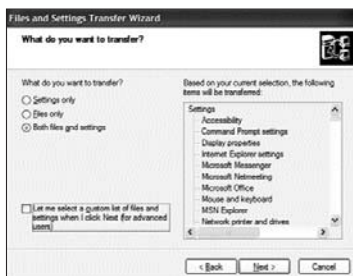 Files and Settings Transfer Wizard
What do you want to transfer?
What do you want to transfer?
Settings only
Files only
Both files and settings
Let me select a custom list of files and
settings when I click Next (for advanced
users)
Based on your current selection, the following
items will be transferred:
Settings
Accessibility
Command Prompt settings
Display properties
Internet Explorer settings
Microsoft Messenger
Microsoft Netmeeting
Microsoft Office
Mouse and keyboard
MSN Explorer
Network printer and drives
< Back
Next >
Cancel